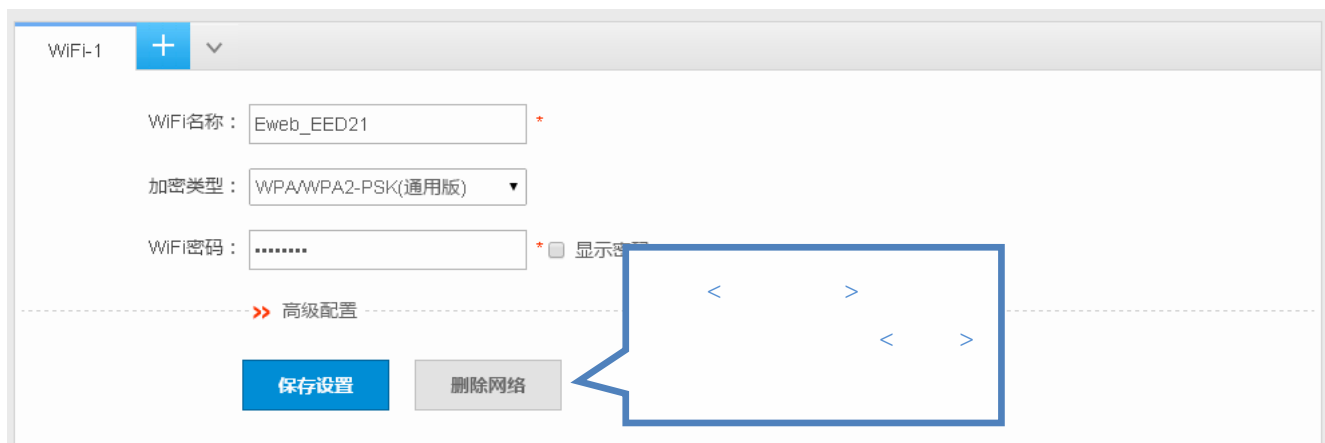 WiFi-1
WiFi名称： Eweb_EED21 *
加密类型： WPA/WPA2-PSK(通用版)
WiFi密码： •••••••• * 显示密码
高级配置
< >
< >
保存设置 删除网络